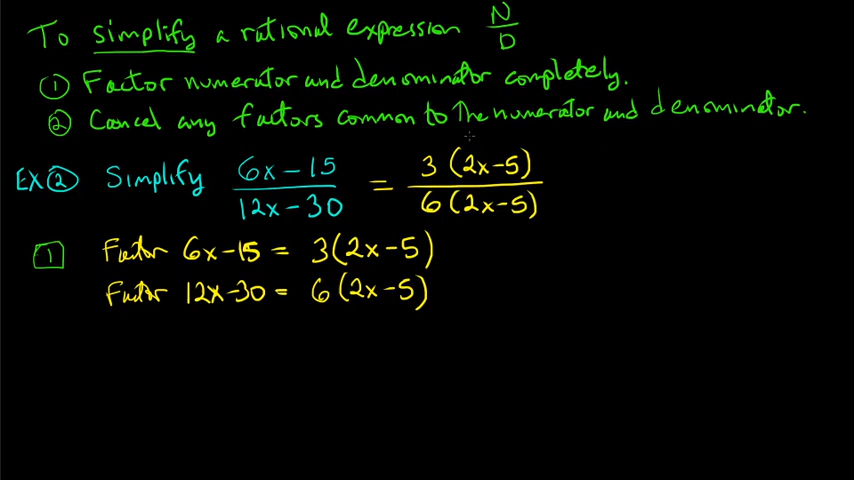 To simplify a rational expression N/D
① Factor numerator and denominator completely.
② Cancel any factors common to the numerator and denominator.
EX ② Simplify (6x - 15)/(12x - 30) = 3(2x-5)/6(2x-5)
1 Factor 6x-15 = 3(2x-5)
Factor 12x-30 = 6(2x-5)